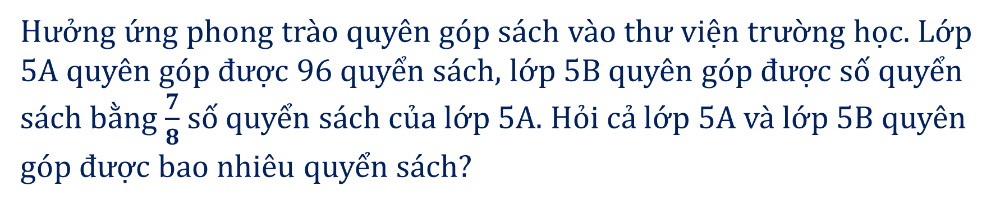 Hưởng ứng phong trào quyên góp sách vào thư viện trường học. Lớp
5A quyên góp được 96 quyển sách, lớp 5B quyên góp được số quyển
sách bằng 7/8 số quyển sách của lớp 5A. Hỏi cả lớp 5A và lớp 5B quyên
góp được bao nhiêu quyển sách?